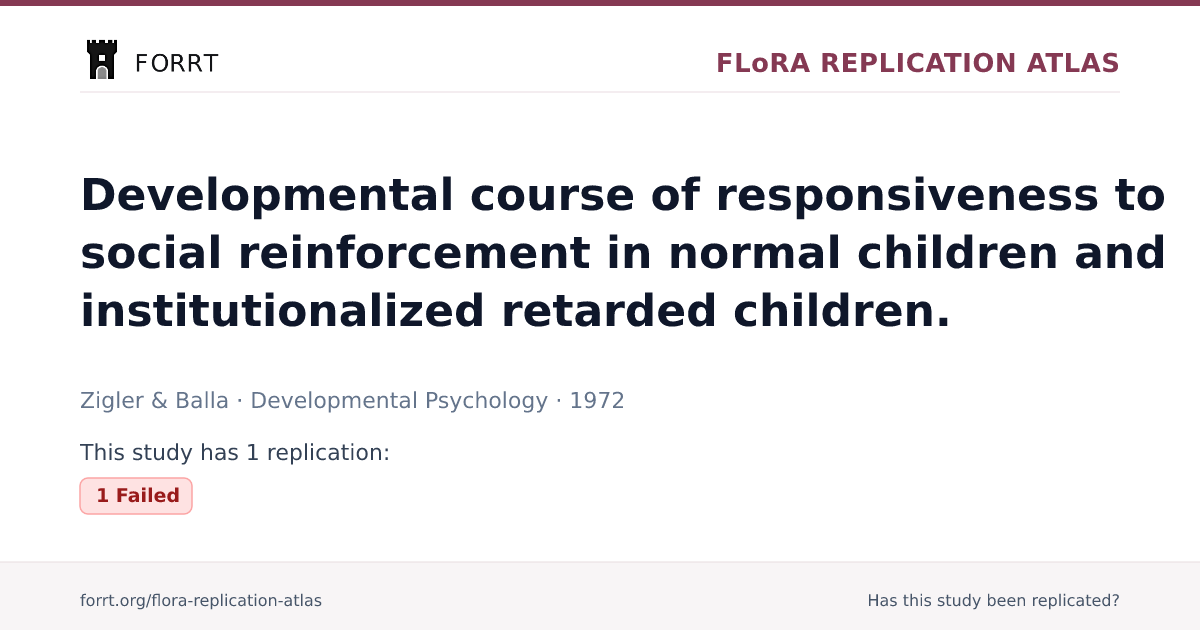 FORRT
FLoRA REPLICATION ATLAS
Developmental course of responsiveness to
social reinforcement in normal children and
institutionalized retarded children.
Zigler & Balla · Developmental Psychology · 1972
This study has 1 replication:
1 Failed
forrt.org/flora-replication-atlas
Has this study been replicated?